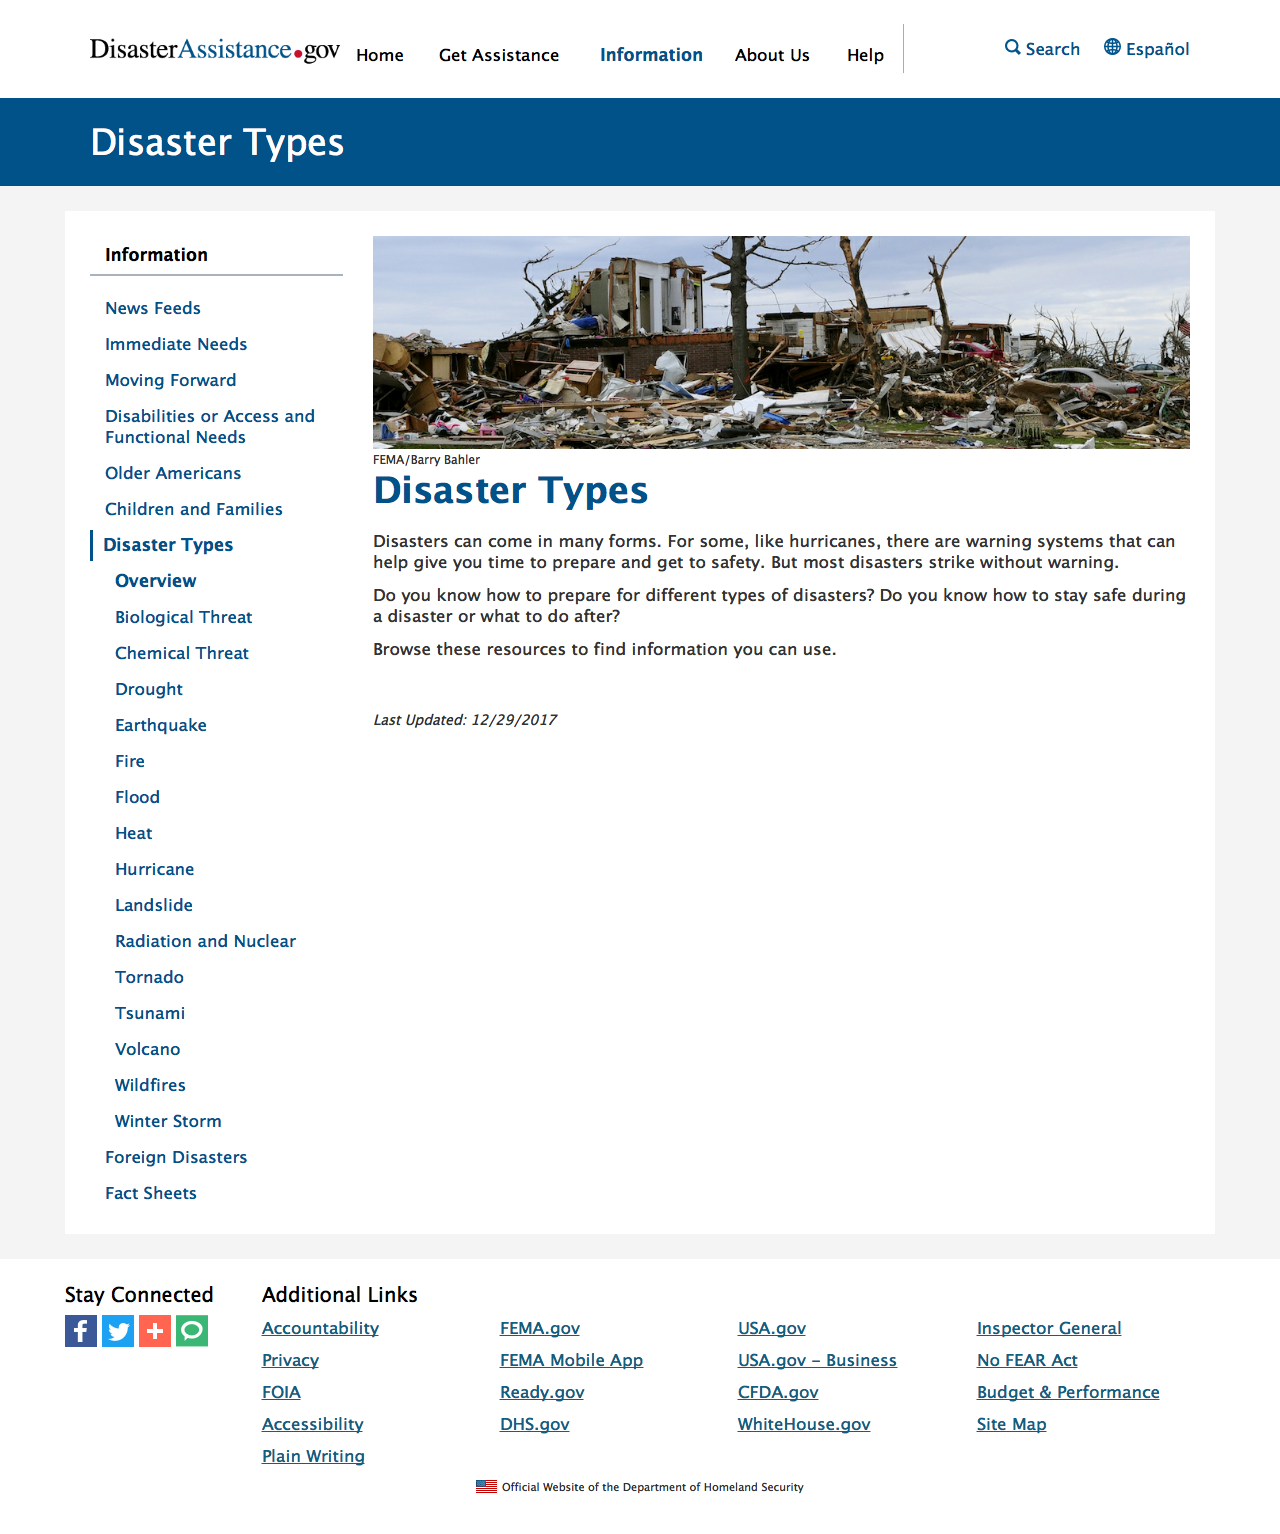 DisasterAssistance.gov
Home
Get Assistance
Information
About Us
Help
Search
Español
Disaster Types
Information
News Feeds
Immediate Needs
Moving Forward
Disabilities or Access and
Functional Needs
Older Americans
Children and Families
Disaster Types
Overview
Biological Threat
Chemical Threat
Drought
Earthquake
Fire
Flood
Heat
Hurricane
Landslide
Radiation and Nuclear
Tornado
Tsunami
Volcano
Wildfires
Winter Storm
Foreign Disasters
Fact Sheets
FEMA/Barry Bahler
Disaster Types
Disasters can come in many forms. For some, like hurricanes, there are warning systems that can
help give you time to prepare and get to safety. But most disasters strike without warning.
Do you know how to prepare for different types of disasters? Do you know how to stay safe during
a disaster or what to do after?
Browse these resources to find information you can use.
Last Updated: 12/29/2017
Stay Connected
Additional Links
Accountability
Privacy
FOIA
Accessibility
Plain Writing
FEMA.gov
FEMA Mobile App
Ready.gov
DHS.gov
USA.gov
USA.gov – Business
CFDA.gov
WhiteHouse.gov
Inspector General
No FEAR Act
Budget & Performance
Site Map
Official Website of the Department of Homeland Security